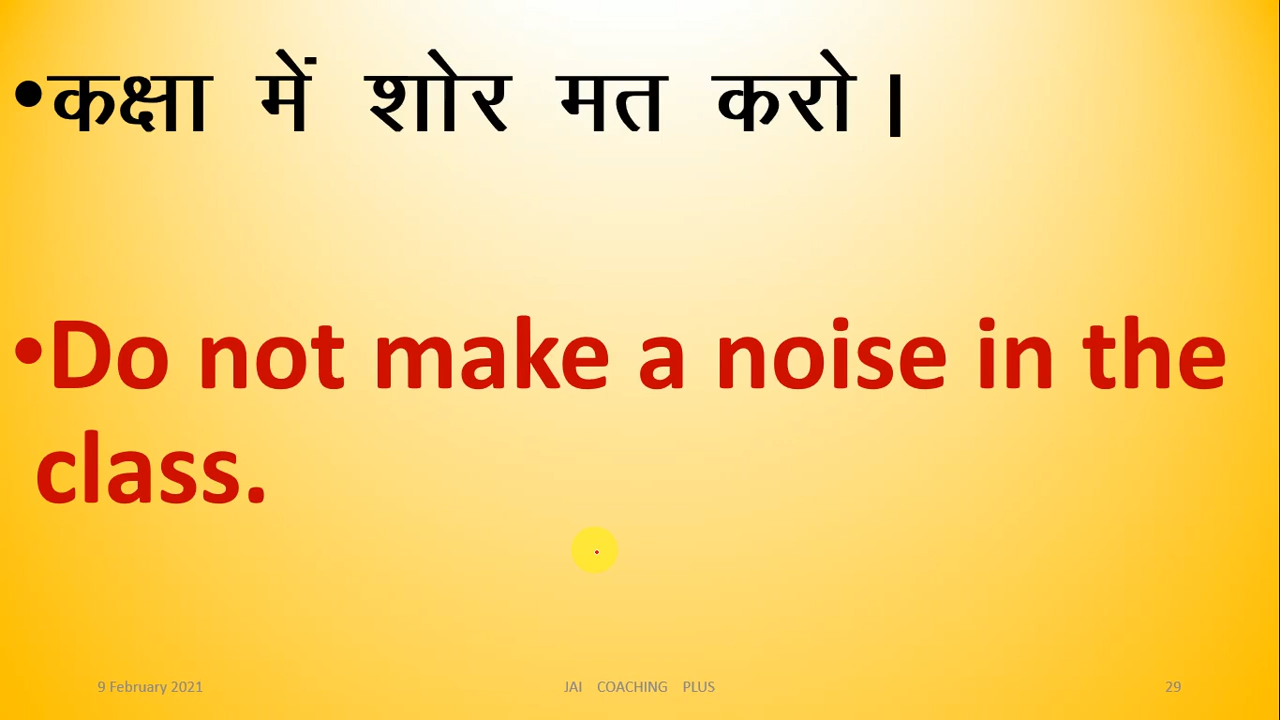 •कक्षा में शोर मत करो।
•Do not make a noise in the
class.
9 February 2021 JAI COACHING PLUS 29